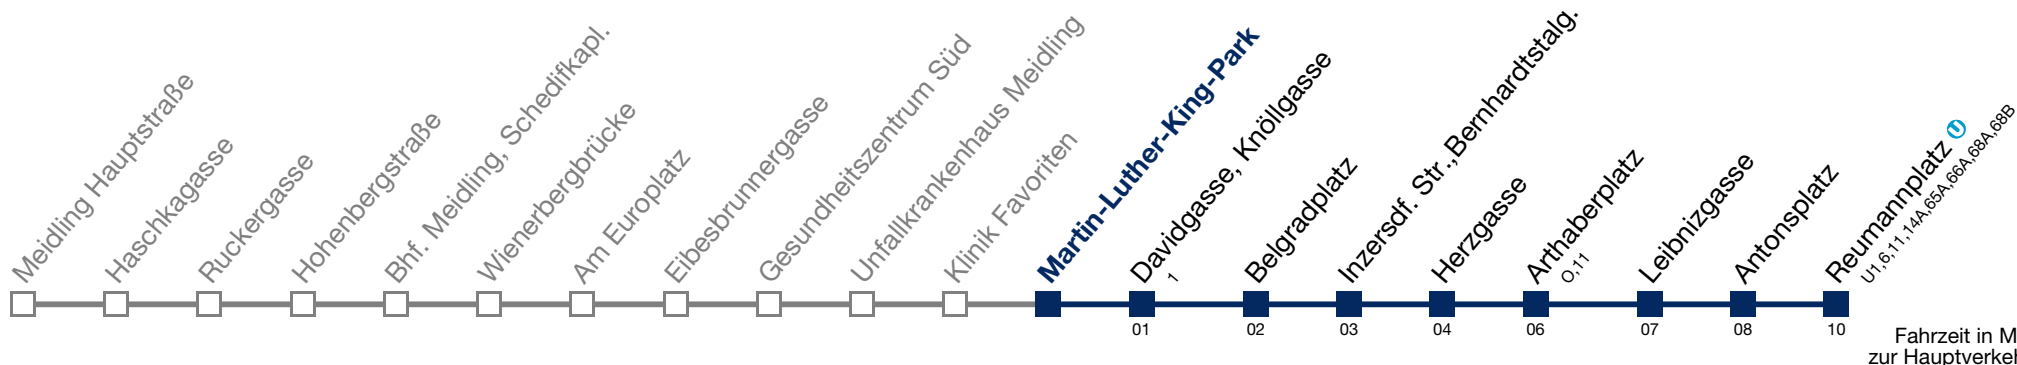 Meidling Hauptstraße
Haschkagasse
Ruckergasse
Hohenbergstraße
Bhf. Meidling, Schedifkapl.
Wienerbergbrücke
Am Europlatz
Eibesbrunnergasse
Gesundheitszentrum Süd
Unfallkrankenhaus Meidling
Klinik Favoriten
Martin-Luther-King-Park
Davidgasse, Knöllgasse
1
Belgradplatz
Inzersdf. Str.,Bernhardtstalg.
Herzgasse
Arthaberplatz
O,11
Leibnizgasse
Antonsplatz
Reumannplatz U
U1,6,11,14A,65A,66A,68A,68B
01 02 03 04 06 07 08 10
Fahrzeit in M
zur Hauptverkeh